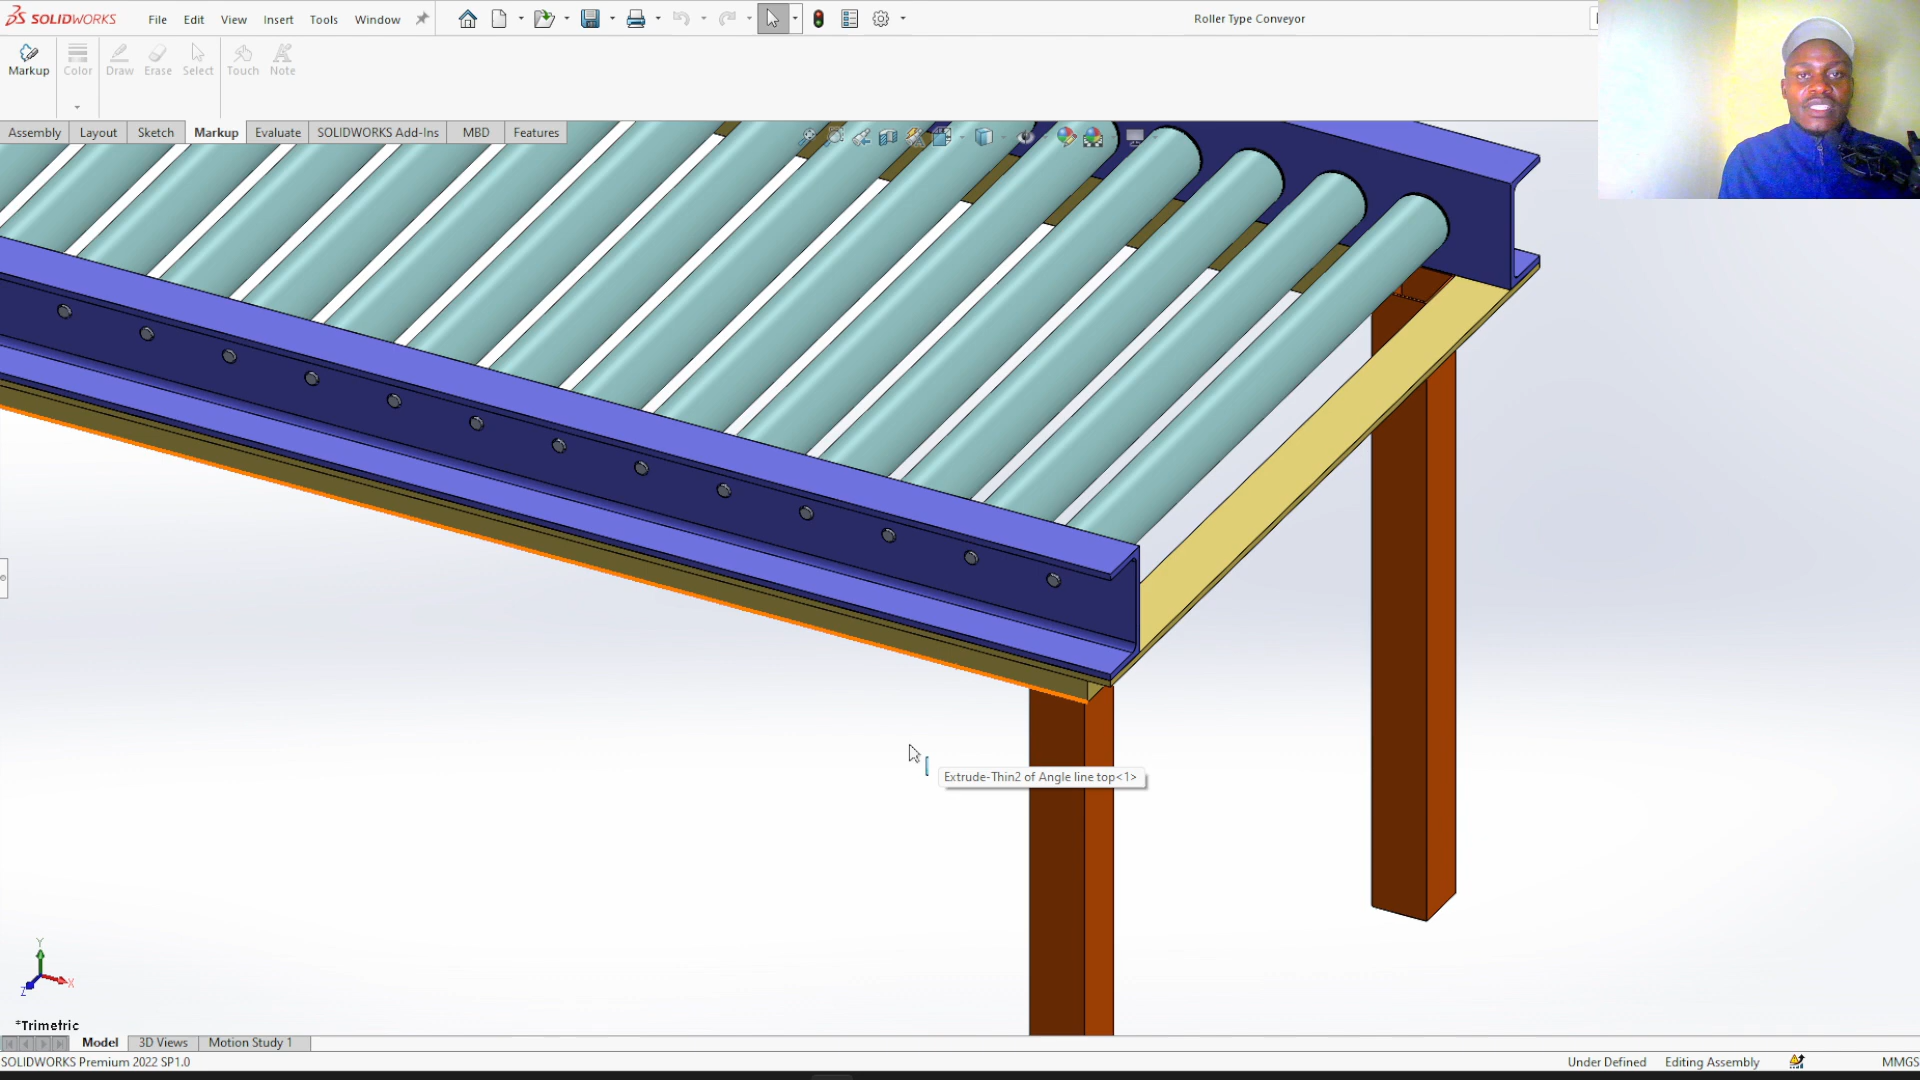 SOLIDWORKS File Edit View Insert Tools Window Roller Type Conveyor
Markup Color Draw Erase Select Touch Note
Assembly Layout Sketch Markup Evaluate SOLIDWORKS Add-Ins MBD Features
Extrude-Thin2 of Angle line top<1>
Y
X
Z
*Trimetric
Model 3D Views Motion Study 1
SOLIDWORKS Premium 2022 SP1.0 Under Defined Editing Assembly MMGS